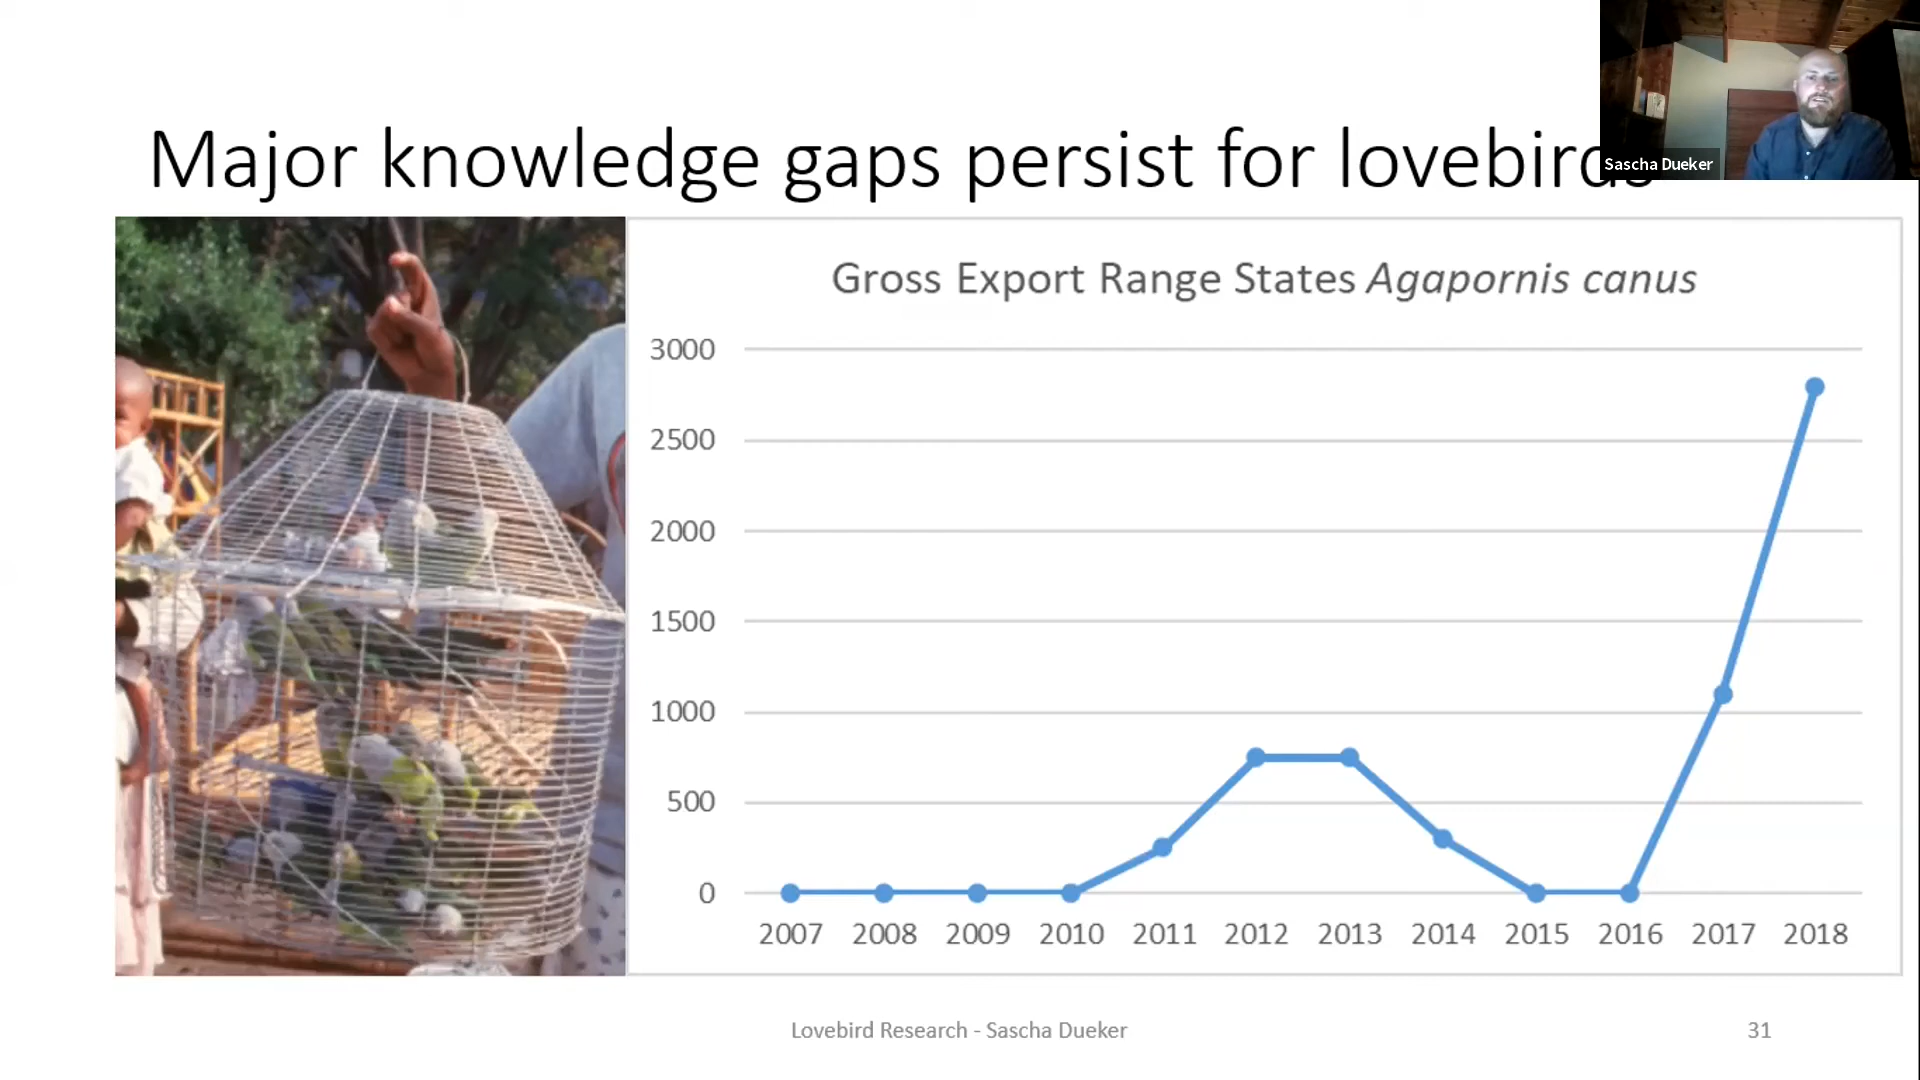 Major knowledge gaps persist for lovebirds
Sascha Dueker
Gross Export Range States Agapornis canus
3000
2500
2000
1500
1000
500
0
2007 2008 2009 2010 2011 2012 2013 2014 2015 2016 2017 2018
Lovebird Research - Sascha Dueker
31